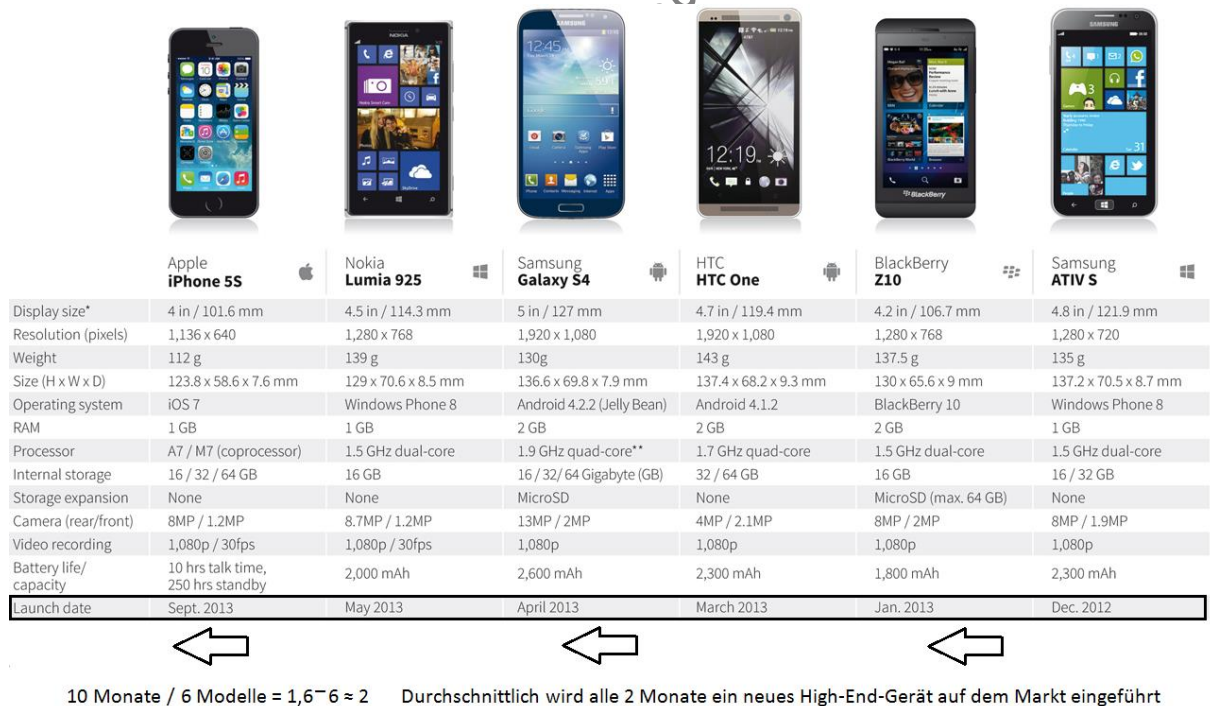 Apple Nokia Samsung HTC BlackBerry Samsung
iPhone 5S Lumia 925 Galaxy S4 HTC One Z10 ATIV S
Display size* 4 in / 101.6 mm 4.5 in / 114.3 mm 5 in / 127 mm 4.7 in / 119.4 mm 4.2 in / 106.7 mm 4.8 in / 121.9 mm
Resolution (pixels) 1,136 x 640 1,280 x 768 1,920 x 1,080 1,920 x 1,080 1,280 x 768 1,280 x 720
Weight 112 g 139 g 130g 143 g 137.5 g 135 g
Size (H x W x D) 123.8 x 58.6 x 7.6 mm 129 x 70.6 x 8.5 mm 136.6 x 69.8 x 7.9 mm 137.4 x 68.2 x 9.3 mm 130 x 65.6 x 9 mm 137.2 x 70.5 x 8.7 mm
Operating system iOS 7 Windows Phone 8 Android 4.2.2 (Jelly Bean) Android 4.1.2 BlackBerry 10 Windows Phone 8
RAM 1 GB 1 GB 2 GB 2 GB 2 GB 1 GB
Processor A7 / M7 (coprocessor) 1.5 GHz dual-core 1.9 GHz quad-core** 1.7 GHz quad-core 1.5 GHz dual-core 1.5 GHz dual-core
Internal storage 16 / 32 / 64 GB 16 GB 16 / 32/ 64 Gigabyte (GB) 32 / 64 GB 16 GB 16 / 32 GB
Storage expansion None None MicroSD None MicroSD (max. 64 GB) None
Camera (rear/front) 8MP / 1.2MP 8.7MP / 1.2MP 13MP / 2MP 4MP / 2.1MP 8MP / 2MP 8MP / 1.9MP
Video recording 1,080p / 30fps 1,080p / 30fps 1,080p 1,080p 1,080p 1,080p
Battery life/ 10 hrs talk time,
capacity 250 hrs standby 2,000 mAh 2,600 mAh 2,300 mAh 1,800 mAh 2,300 mAh
Launch date Sept. 2013 May 2013 April 2013 March 2013 Jan. 2013 Dec. 2012
10 Monate / 6 Modelle = 1,6‾6 ≈ 2 Durchschnittlich wird alle 2 Monate ein neues High-End-Gerät auf dem Markt eingeführt